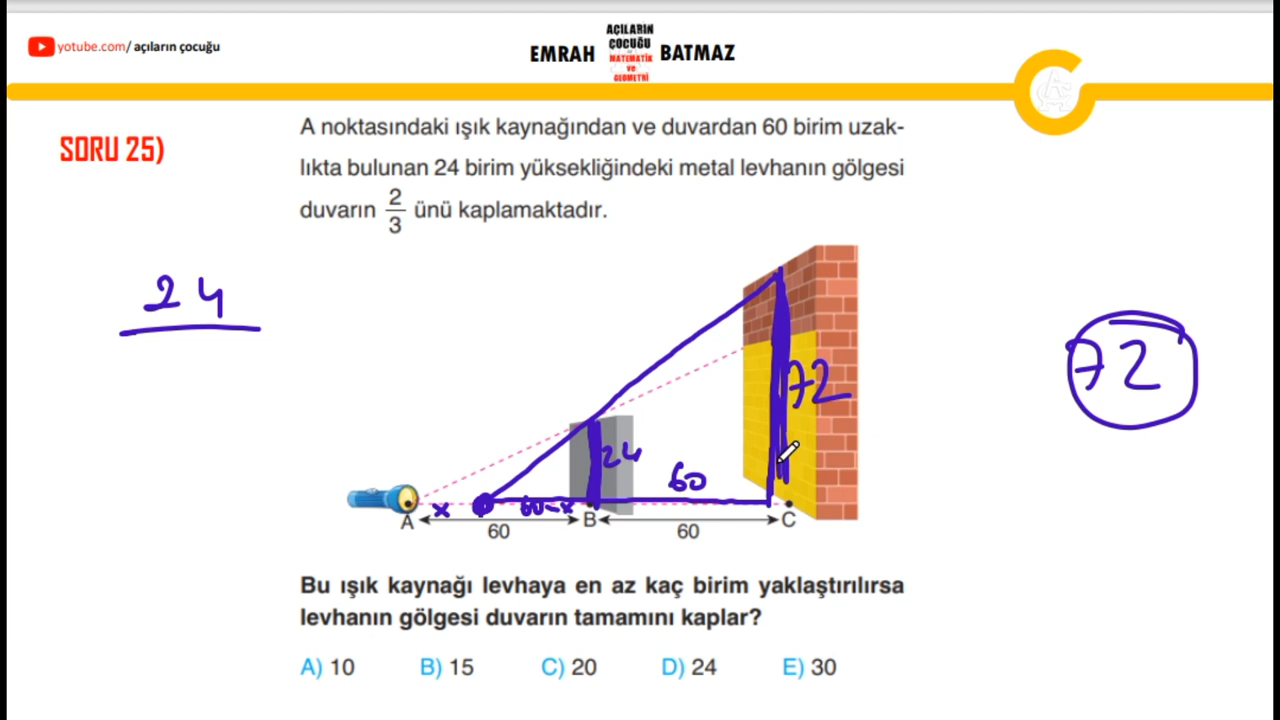 yotube.com/ açıların çocuğu
EMRAH
AÇILARIN
ÇOCUĞU
MATEMATİK
ve
GEOMETRİ
BATMAZ
SORU 25)
A noktasındaki ışık kaynağından ve duvardan 60 birim uzak-
lıkta bulunan 24 birim yüksekliğindeki metal levhanın gölgesi
duvarın 2/3 ünü kaplamaktadır.
24
72
72
24
60
x
60-x
A
B
C
60
60
Bu ışık kaynağı levhaya en az kaç birim yaklaştırılırsa
levhanın gölgesi duvarın tamamını kaplar?
A) 10 B) 15 C) 20 D) 24 E) 30